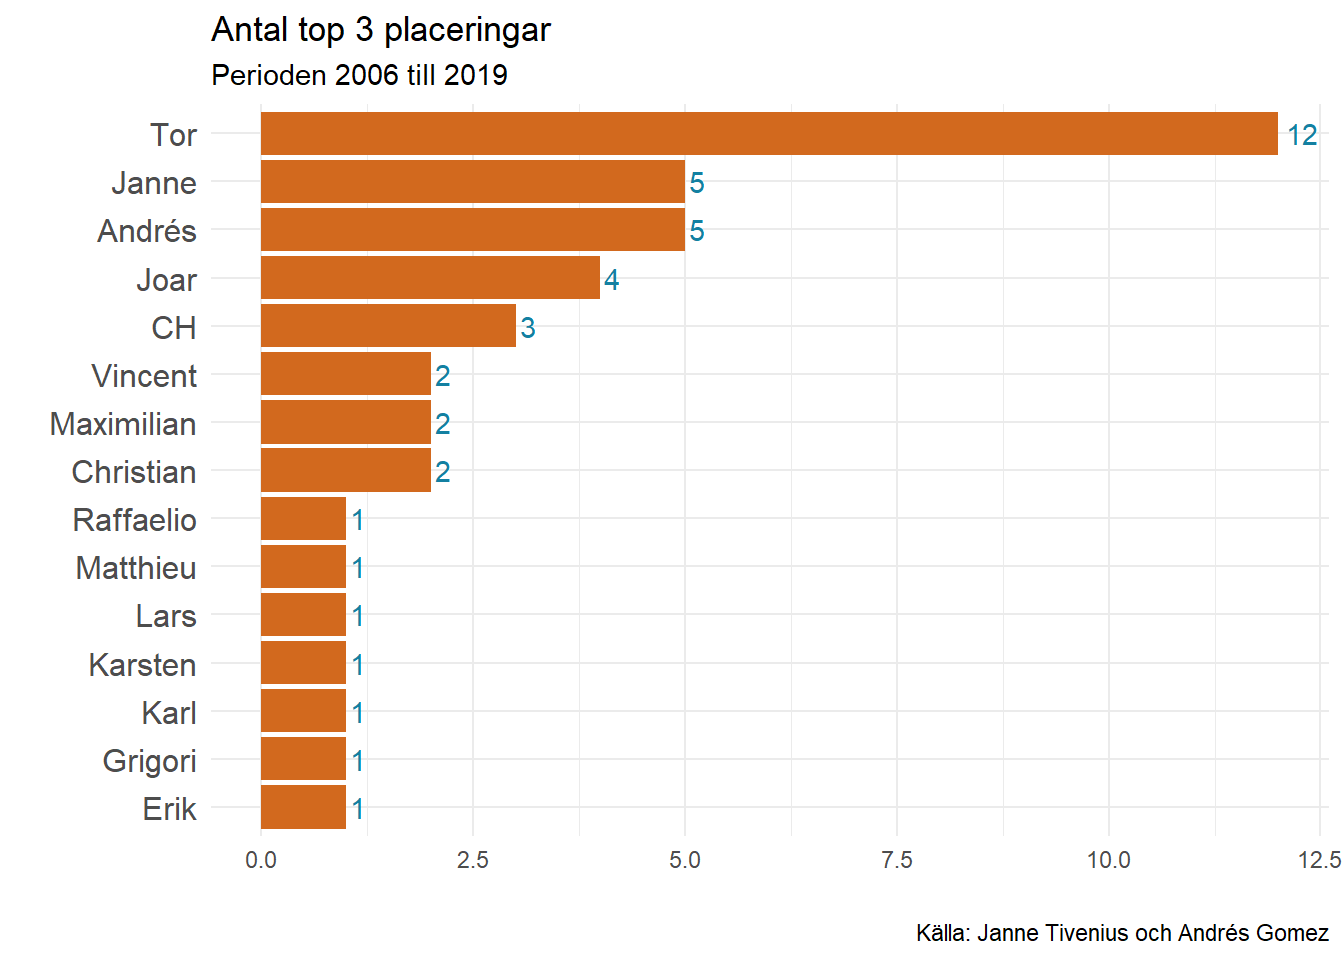 Antal top 3 placeringar
Perioden 2006 till 2019
Tor 12
Janne 5
Andrés 5
Joar 4
CH 3
Vincent 2
Maximilian 2
Christian 2
Raffaelio 1
Matthieu 1
Lars 1
Karsten 1
Karl 1
Grigori 1
Erik 1
0.0 2.5 5.0 7.5 10.0 12.5
Källa: Janne Tivenius och Andrés Gomez